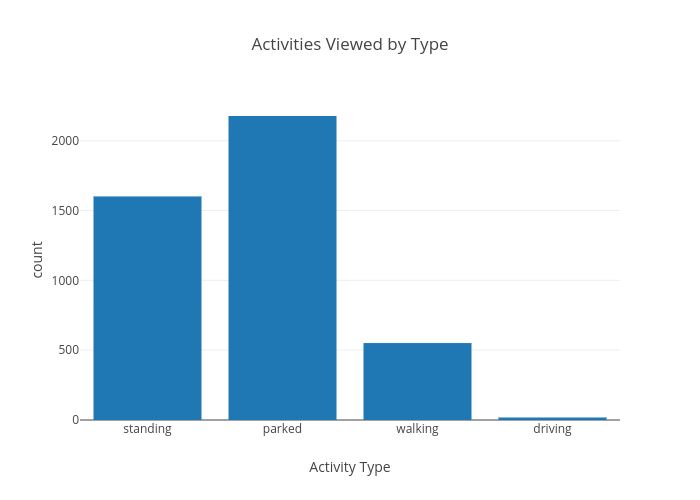 Activities Viewed by Type
2000
1500
1000
500
0
count
standing parked walking driving
Activity Type